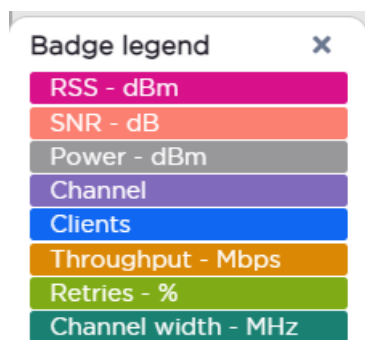 Badge legend
RSS - dBm
SNR - dB
Power - dBm
Channel
Clients
Throughput - Mbps
Retries - %
Channel width - MHz